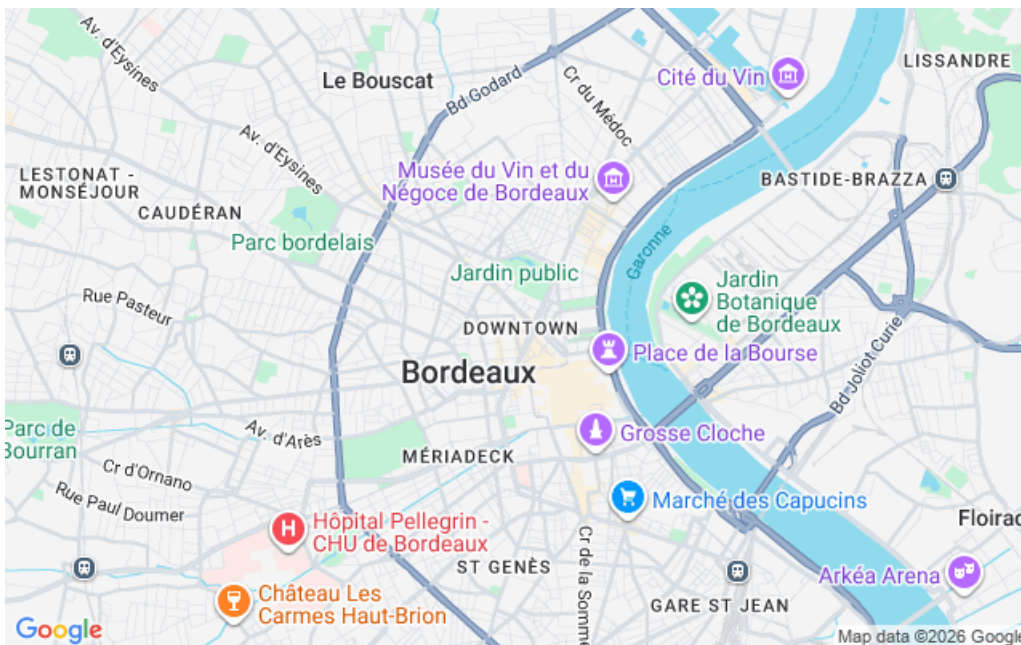 Av. d'Eysines
Le Bouscat
Bd Godard
Cr du Médoc
Cité du Vin
LISSANDRE
Av. d'Eysines
LESTONAT -
MONSÉJOUR
CAUDÉRAN
Musée du Vin et du
Négoce de Bordeaux
BASTIDE-BRAZZA
Parc bordelais
Garonne
Jardin public
Rue Pasteur
Jardin
Botanique
de Bordeaux
DOWNTOWN
Place de la Bourse
Bordeaux
Bd Joliot Curie
Parc de
Bourran
Av. d'Arès
Grosse Cloche
MÉRIADECK
Cr d'Ornano
Rue Paul Doumer
Marché des Capucins
Hôpital Pellegrin -
CHU de Bordeaux
H
Floirac
ST GENÈS
Cr de la Somme
Arkéa Arena
Château Les
Carmes Haut-Brion
GARE ST JEAN
Google
Map data ©2026 Google